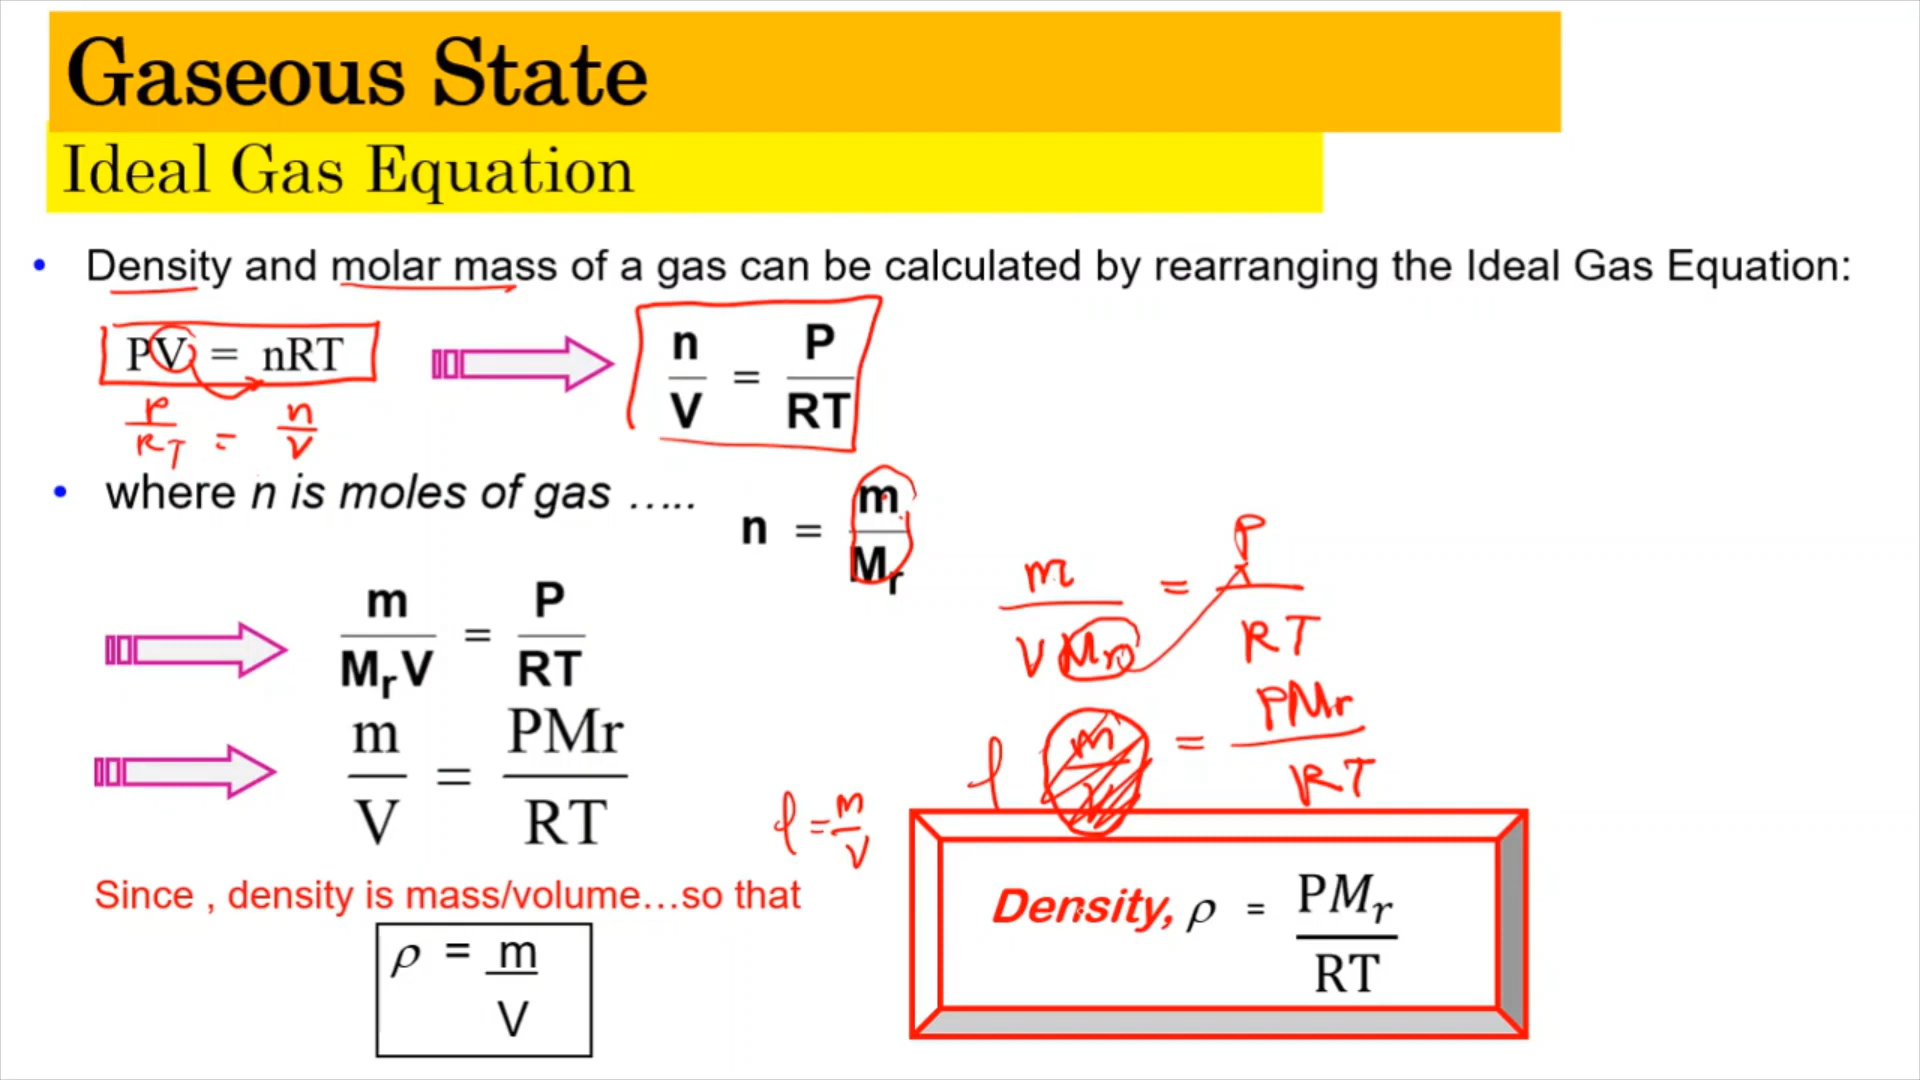 Gaseous State
Ideal Gas Equation
• Density and molar mass of a gas can be calculated by rearranging the Ideal Gas Equation:
PV = nRT
n/V = P/RT
P/RT = n/V
• where n is moles of gas …..
n = m/Mr
m/MrV = P/RT
m/VMr = P/RT
m/V = PMr/RT
ρ m/V = PMr/RT
ρ = m/V
Since , density is mass/volume…so that
ρ = m/V
Density, ρ = PMr/RT